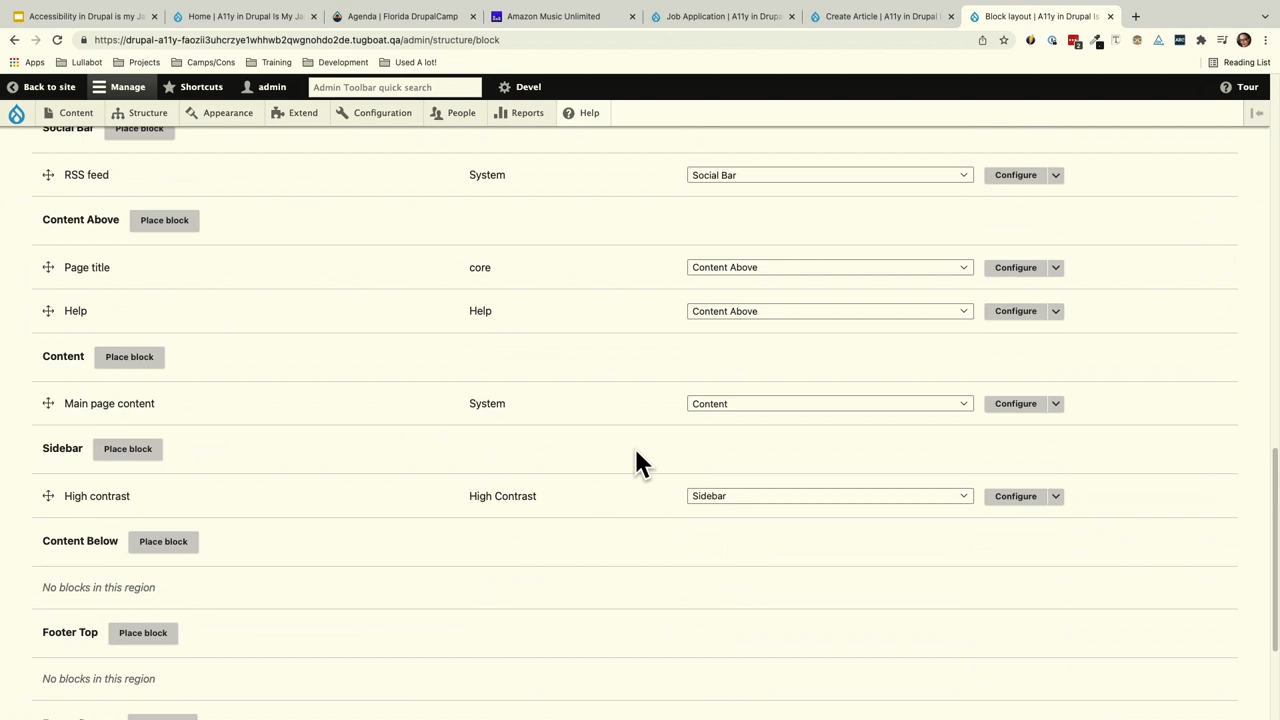 Accessibility in Drupal is my J
Home | A11y in Drupal Is My Ja
Agenda | Florida DrupalCamp
Amazon Music Unlimited
Job Application | A11y in Drupa
Create Article | A11y in Drupal I
Block layout | A11y in Drupal Is
https://drupal-a11y-faozii3uhcrzye1whhwb2qwgnohdo2de.tugboat.qa/admin/structure/block
Apps Lullabot Projects Camps/Cons Training Development Used A lot! Reading List
Back to site Manage Shortcuts admin Admin Toolbar quick search Devel Tour
Content Structure Appearance Extend Configuration People Reports Help
Social Bar Place block
RSS feed System Social Bar Configure
Content Above Place block
Page title core Content Above Configure
Help Help Content Above Configure
Content Place block
Main page content System Content Configure
Sidebar Place block
High contrast High Contrast Sidebar Configure
Content Below Place block
No blocks in this region
Footer Top Place block
No blocks in this region